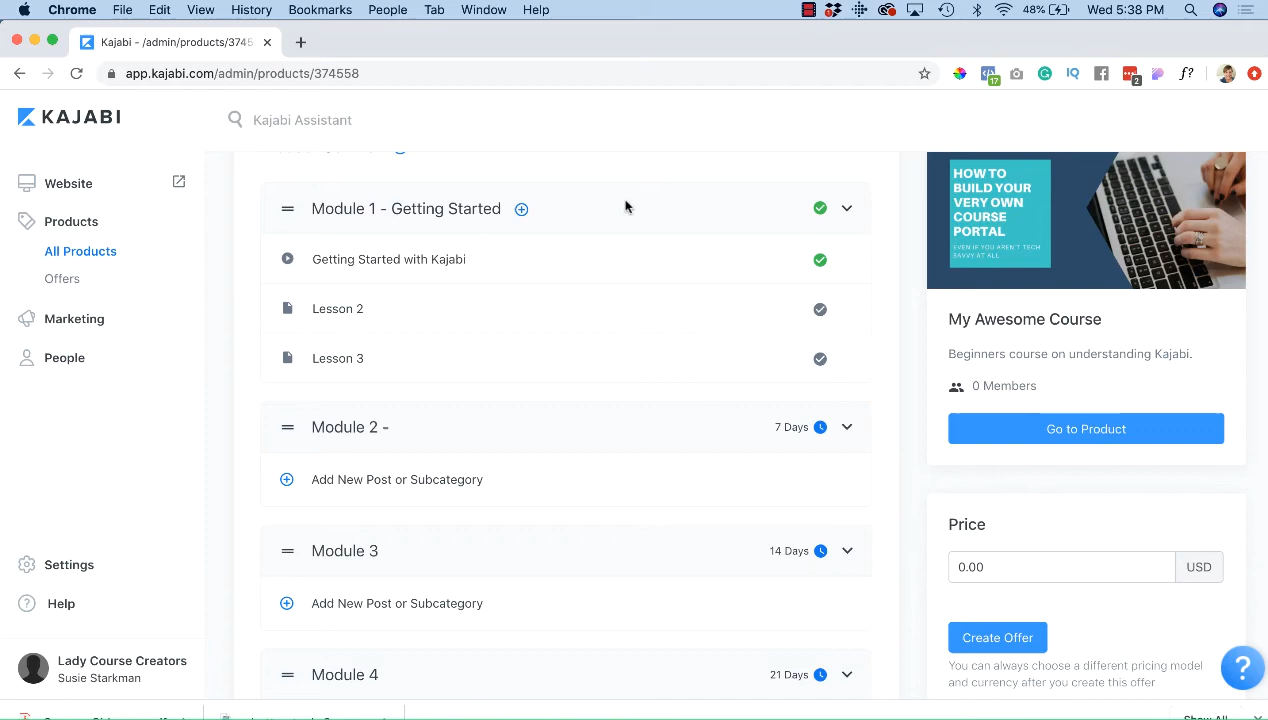 Chrome File Edit View History Bookmarks People Tab Window Help 48% Wed 5:38 PM
Kajabi - /admin/products/3745
app.kajabi.com/admin/products/374558
17 IQ 2 f?
KAJABI
Kajabi Assistant
Website
Products
All Products
Offers
Marketing
People
Settings
Help
Lady Course Creators
Susie Starkman
Module 1 - Getting Started
Getting Started with Kajabi
Lesson 2
Lesson 3
Module 2 -
7 Days
Add New Post or Subcategory
Module 3
14 Days
Add New Post or Subcategory
Module 4
21 Days
HOW TO
BUILD YOUR
VERY OWN
COURSE
PORTAL
EVEN IF YOU AREN'T TECH
SAVVY AT ALL
My Awesome Course
Beginners course on understanding Kajabi.
0 Members
Go to Product
Price
0.00 USD
Create Offer
You can always choose a different pricing model
and currency after you create this offer
?
Show All